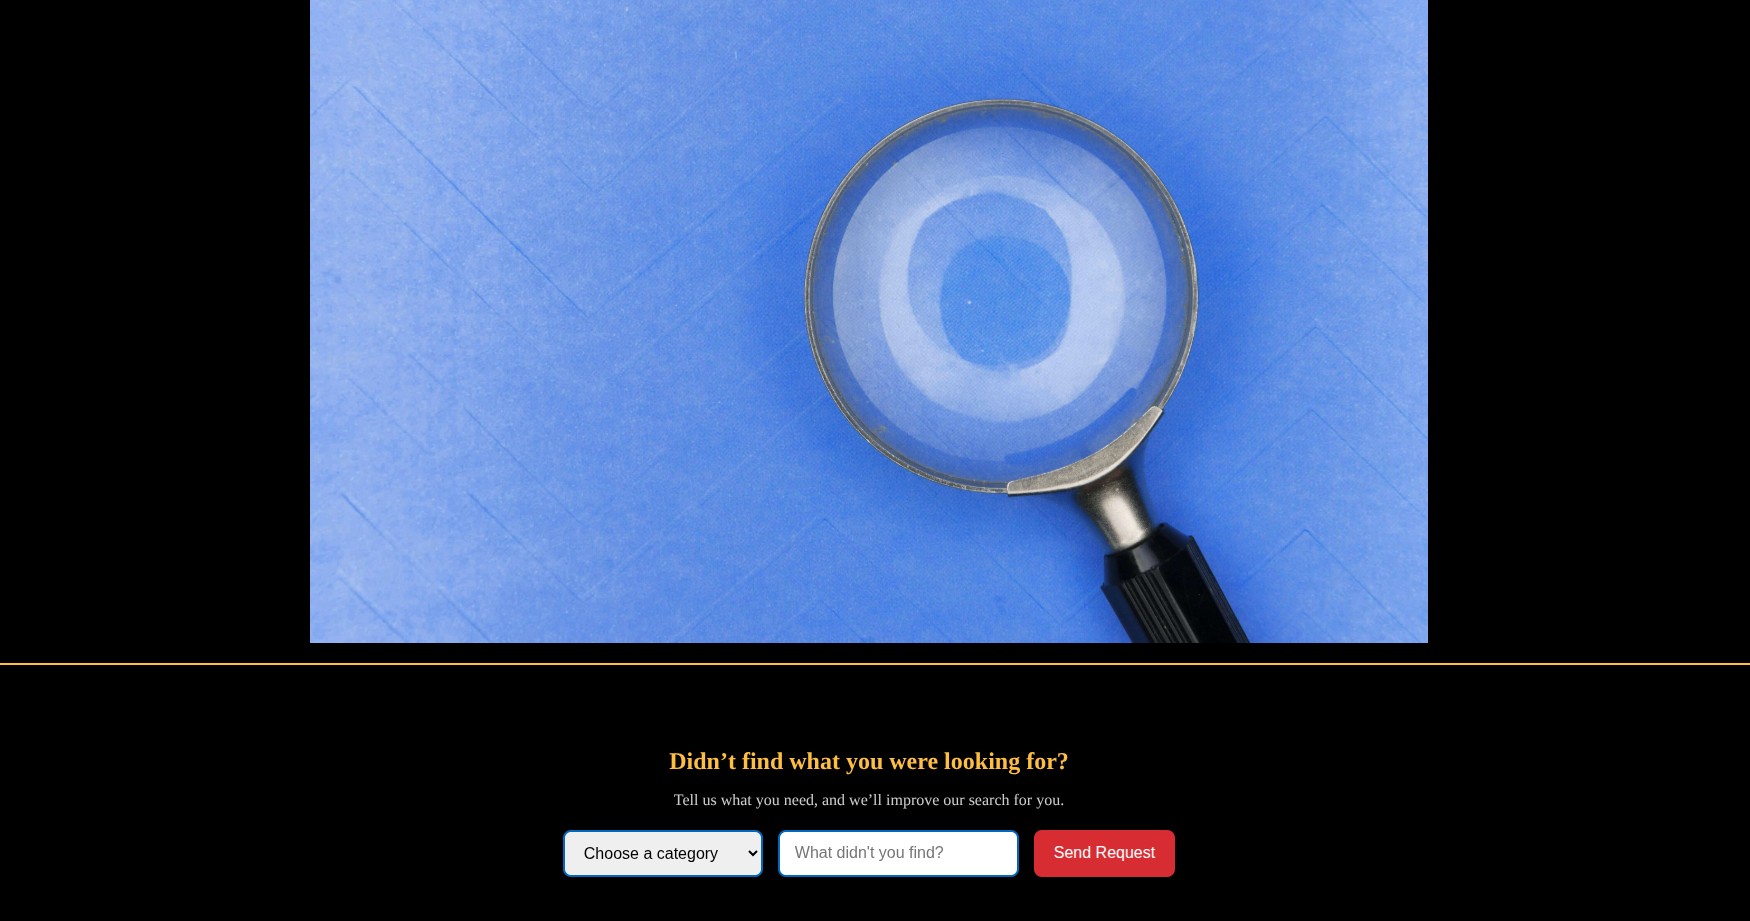 Didn’t find what you were looking for?
Tell us what you need, and we’ll improve our search for you.
Choose a category
What didn't you find?
Send Request